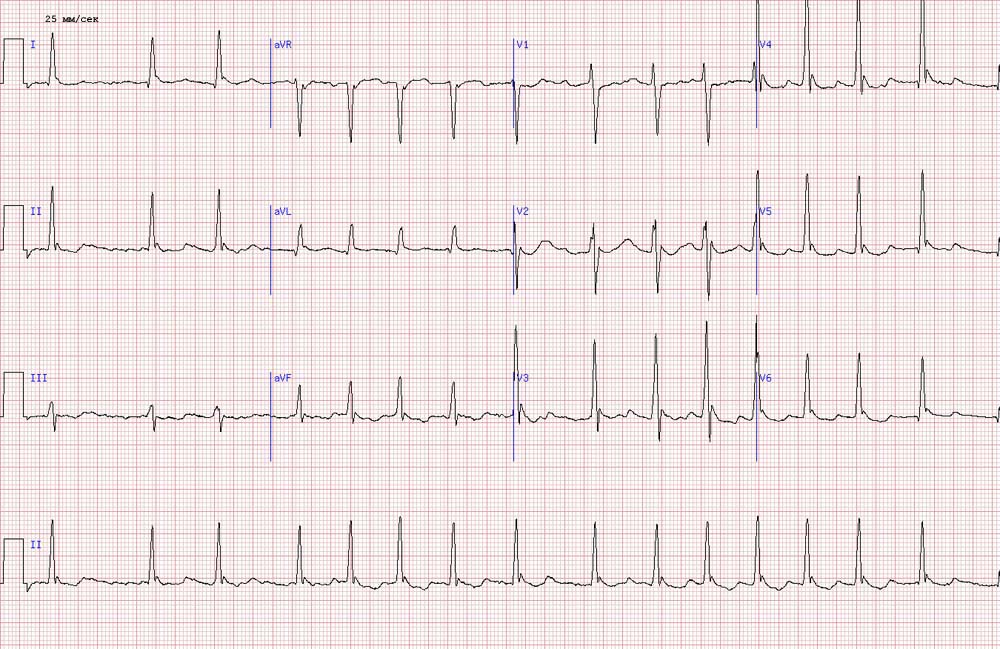 25 мм/сек
I aVR V1 V4
II aVL V2 V5
III aVF V3 V6
II